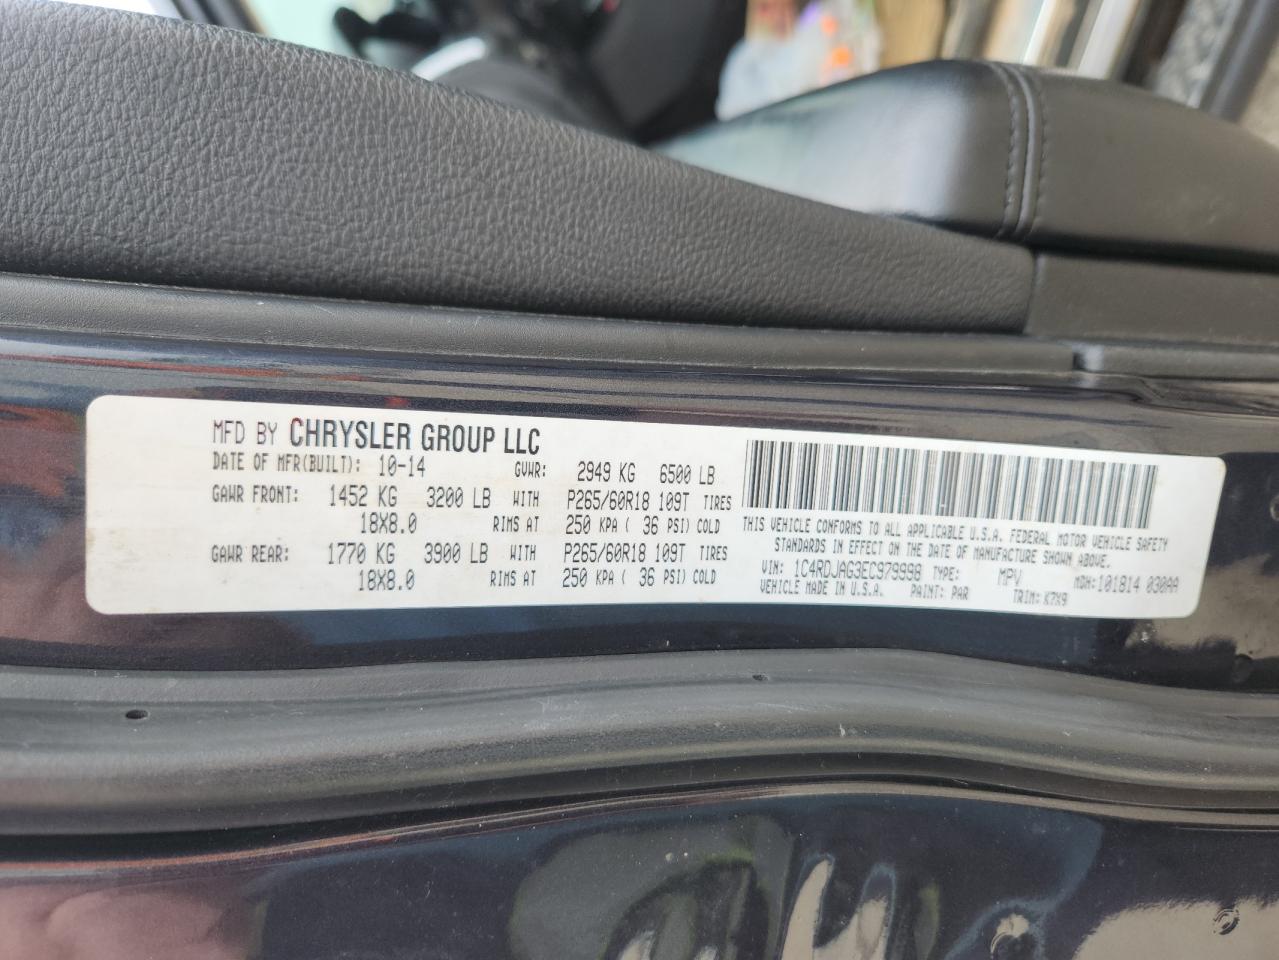 MFD BY CHRYSLER GROUP LLC
DATE OF MFR(BUILT): 10-14 GVWR: 2949 KG 6500 LB
GAWR FRONT: 1452 KG 3200 LB WITH P265/60R18 109T TIRES
18X8.0 RIMS AT 250 KPA ( 36 PSI) COLD
GAWR REAR: 1770 KG 3900 LB WITH P265/60R18 109T TIRES
18X8.0 RIMS AT 250 KPA ( 36 PSI) COLD
THIS VEHICLE CONFORMS TO ALL APPLICABLE U.S.A. FEDERAL MOTOR VEHICLE SAFETY
STANDARDS IN EFFECT ON THE DATE OF MANUFACTURE SHOWN ABOVE.
VIN: 1C4RDJAG3EC979998 TYPE: MPV MDH:101814 030AA
VEHICLE MADE IN U.S.A. PAINT: PAR TRIM: K7X9